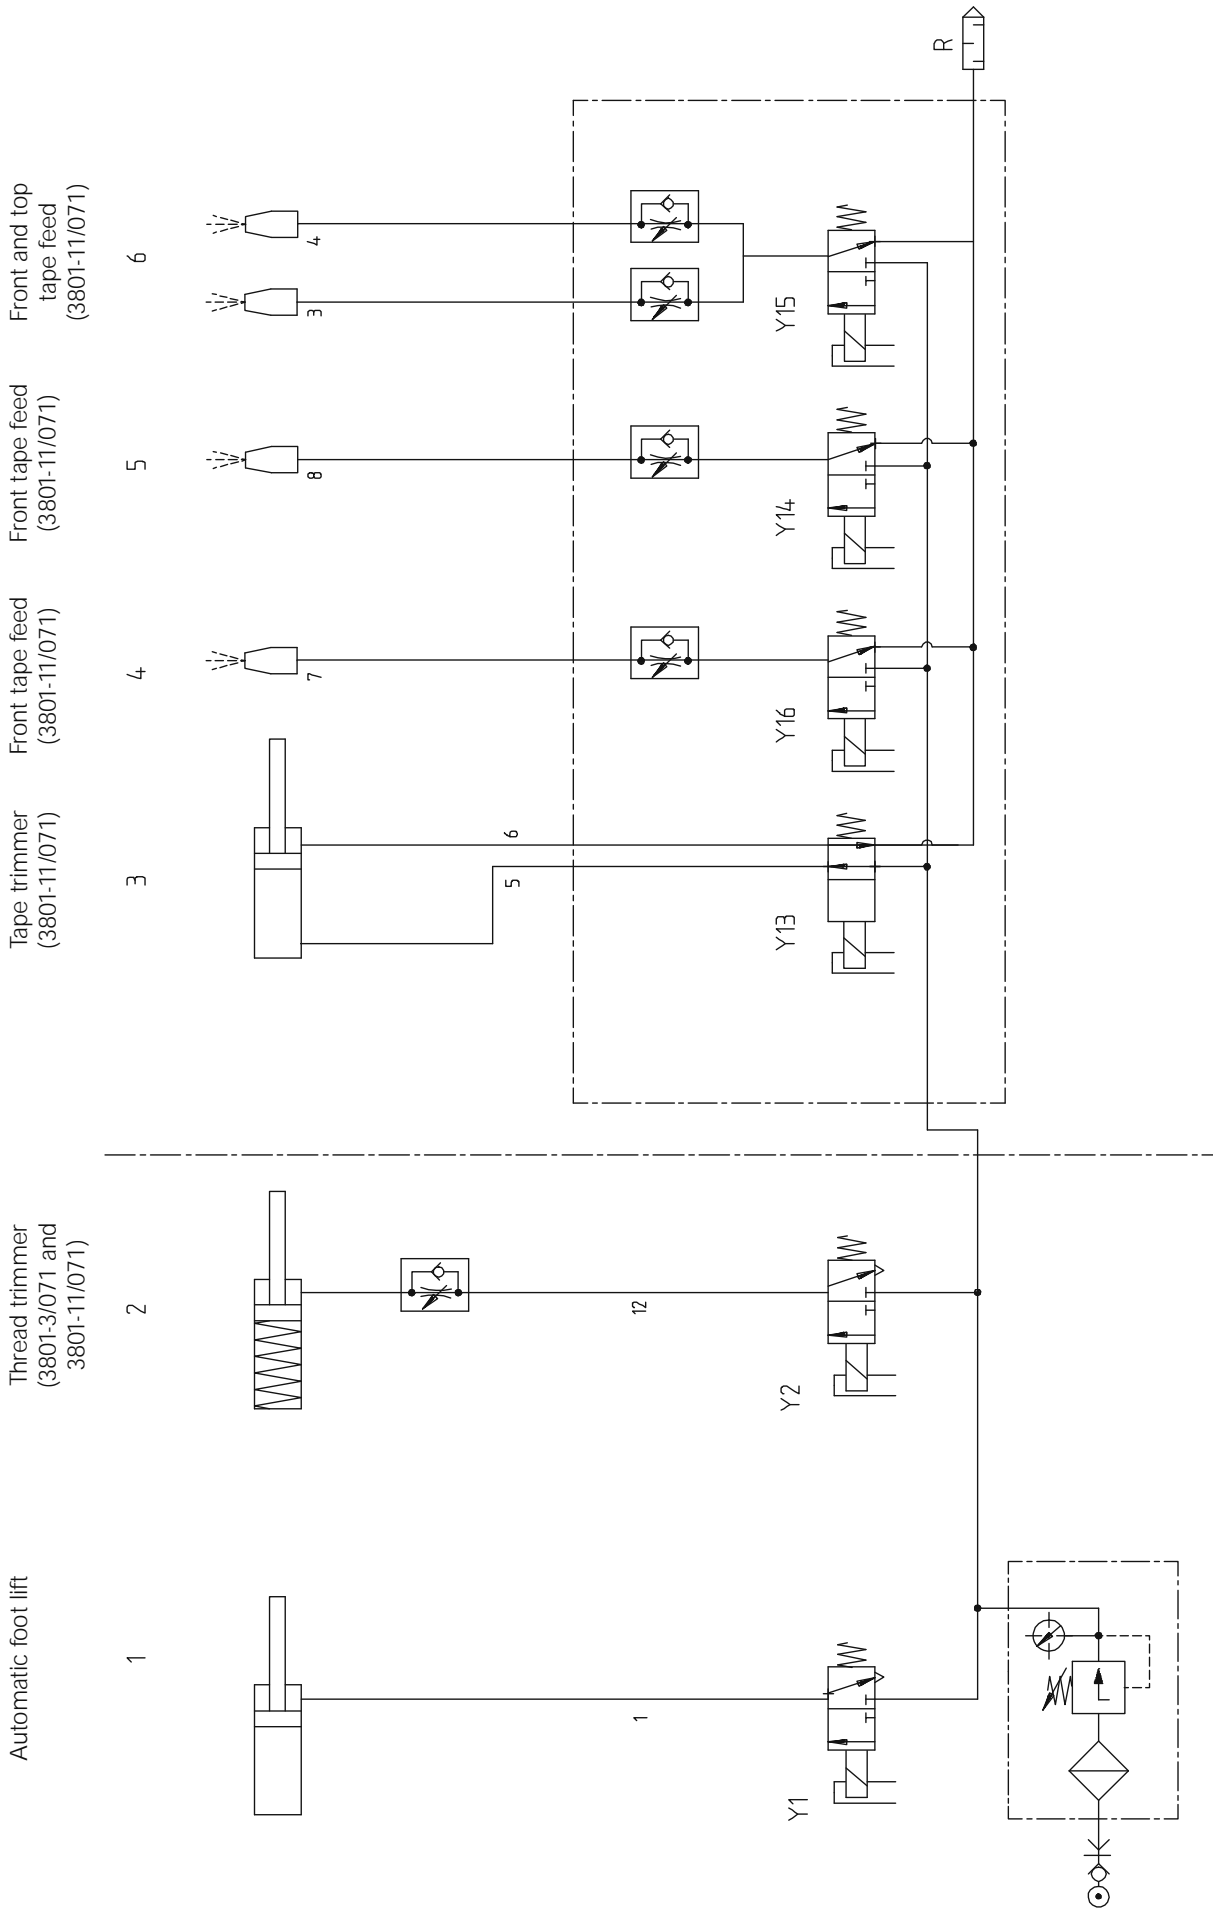 Automatic foot lift
1
Thread trimmer
(3801-3/071 and
3801-11/071)
2
Tape trimmer
(3801-11/071)
3
Front tape feed
(3801-11/071)
4
Front tape feed
(3801-11/071)
5
Front and top
tape feed
(3801-11/071)
6
1
12
5
6
7
8
3
4
Y1
Y2
Y13
Y16
Y14
Y15
R